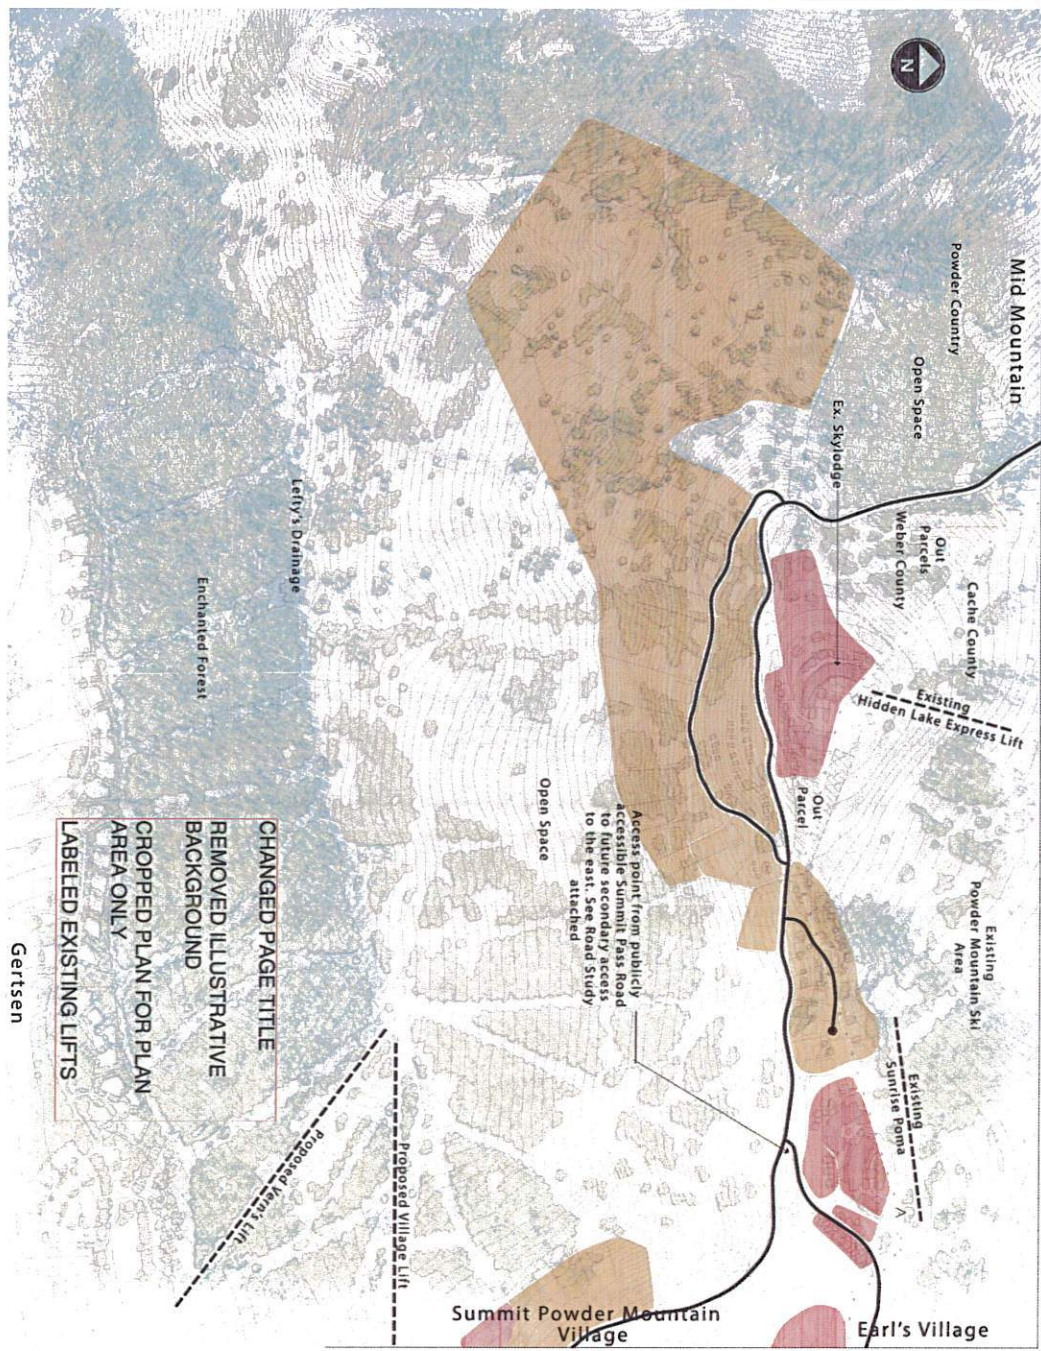 N
Mid Mountain
Powder Country
Open Space
Ex. Skylodge
Out
Parcels
Weber County
Cache County
Existing
Hidden Lake Express Lift
Out
Parcel
Existing
Powder Mountain Ski
Area
Existing
Sunrise Poma
Lefty's Drainage
Enchanted Forest
Open Space
Access point from publicly
accessible Summit Pass Road
to future secondary access
to the east. See Road Study
attached
Proposed Village Lift
Proposed Vern's Lift
CHANGED PAGE TITLE
REMOVED ILLUSTRATIVE
BACKGROUND
CROPPED PLAN FOR PLAN
AREA ONLY
LABELED EXISTING LIFTS
Gertsen
Summit Powder Mountain
Village
Earl's Village